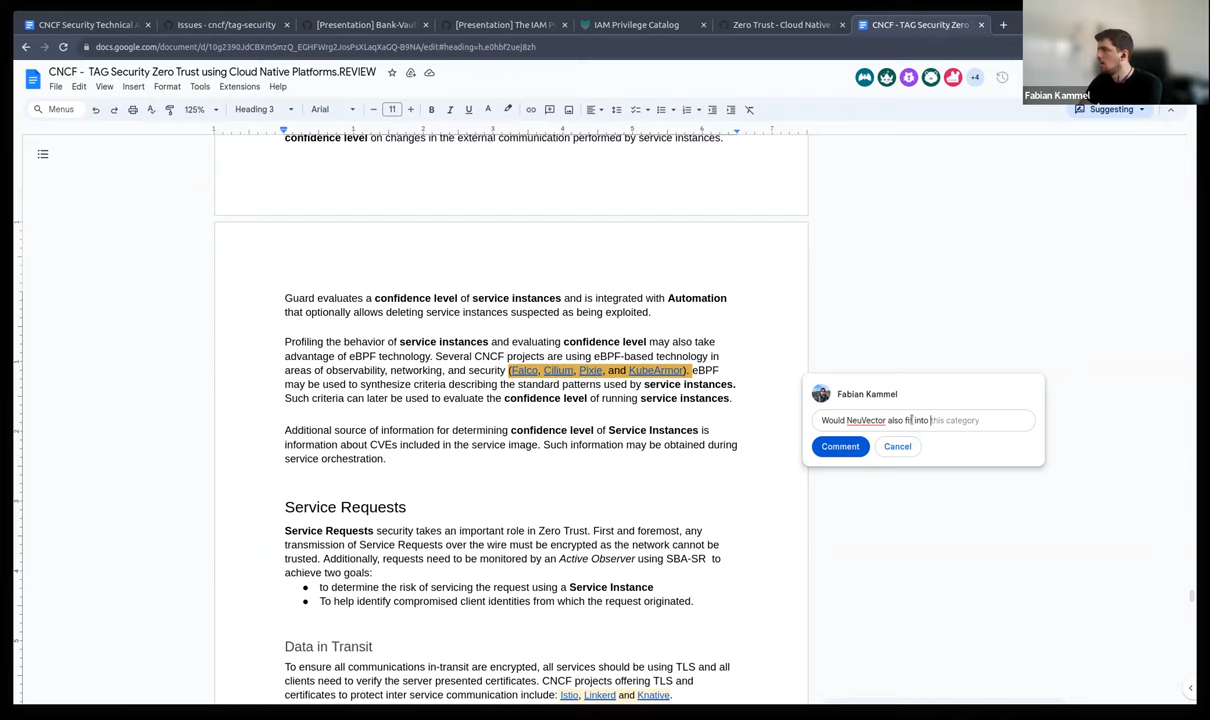 CNCF Security Technical A
Issues · cncf/tag-security
[Presentation] Bank-Vaul
[Presentation] The IAM P
IAM Privilege Catalog
Zero Trust - Cloud Native
CNCF - TAG Security Zero
docs.google.com/document/d/10g2390JdCBXmSmzQ_EGHFWrg2JosPsXLaqXaGQ-B9NA/edit#heading=h.e0hbf2uej8zh
CNCF - TAG Security Zero Trust using Cloud Native Platforms.REVIEW
File Edit View Insert Format Tools Extensions Help
+4
Fabian Kammel
Menus 125% Heading 3 Arial 11 Suggesting
1 1 2 3 4 5 6 7
confidence level on changes in the external communication performed by service instances.
Guard evaluates a confidence level of service instances and is integrated with Automation
that optionally allows deleting service instances suspected as being exploited.
Profiling the behavior of service instances and evaluating confidence level may also take
advantage of eBPF technology. Several CNCF projects are using eBPF-based technology in
areas of observability, networking, and security (Falco, Cilium, Pixie, and KubeArmor). eBPF
may be used to synthesize criteria describing the standard patterns used by service instances.
Such criteria can later be used to evaluate the confidence level of running service instances.
Additional source of information for determining confidence level of Service Instances is
information about CVEs included in the service image. Such information may be obtained during
service orchestration.
Service Requests
Service Requests security takes an important role in Zero Trust. First and foremost, any
transmission of Service Requests over the wire must be encrypted as the network cannot be
trusted. Additionally, requests need to be monitored by an Active Observer using SBA-SR to
achieve two goals:
● to determine the risk of servicing the request using a Service Instance
● To help identify compromised client identities from which the request originated.
Data in Transit
To ensure all communications in-transit are encrypted, all services should be using TLS and all
clients need to verify the server presented certificates. CNCF projects offering TLS and
certificates to protect inter service communication include: Istio, Linkerd and Knative.
Fabian Kammel
Would NeuVector also fit into this category
Comment Cancel